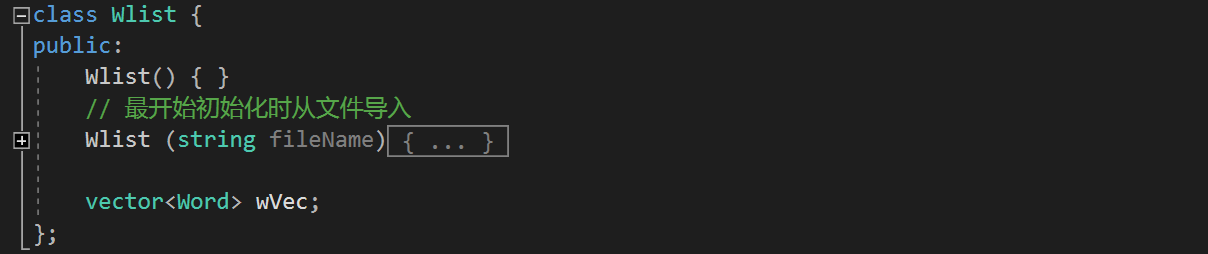 class Wlist {
public:
    Wlist() { }
    // 最开始初始化时从文件导入
    Wlist (string fileName){ ... }
    vector<Word> wVec;
};